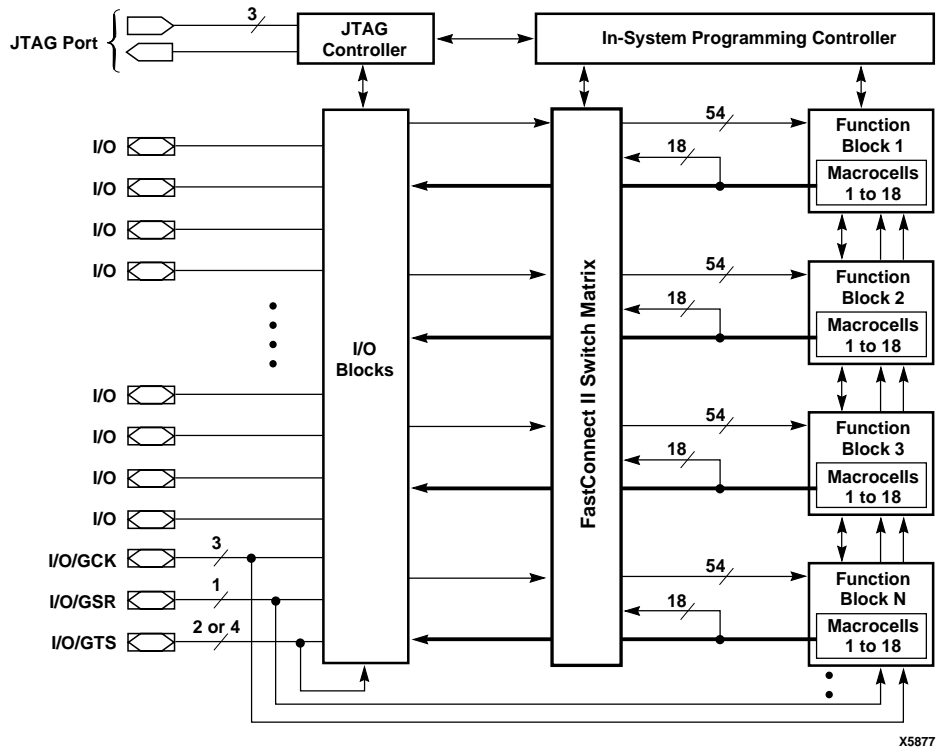 JTAG Port
3
JTAG
Controller
In-System Programming Controller
I/O
I/O
I/O
I/O
I/O
I/O
I/O
I/O
I/O/GCK
3
I/O/GSR
1
I/O/GTS
2 or 4
I/O
Blocks
FastConnect II Switch Matrix
54
18
Function
Block 1
Macrocells
1 to 18
54
18
Function
Block 2
Macrocells
1 to 18
54
18
Function
Block 3
Macrocells
1 to 18
54
18
Function
Block N
Macrocells
1 to 18
X5877